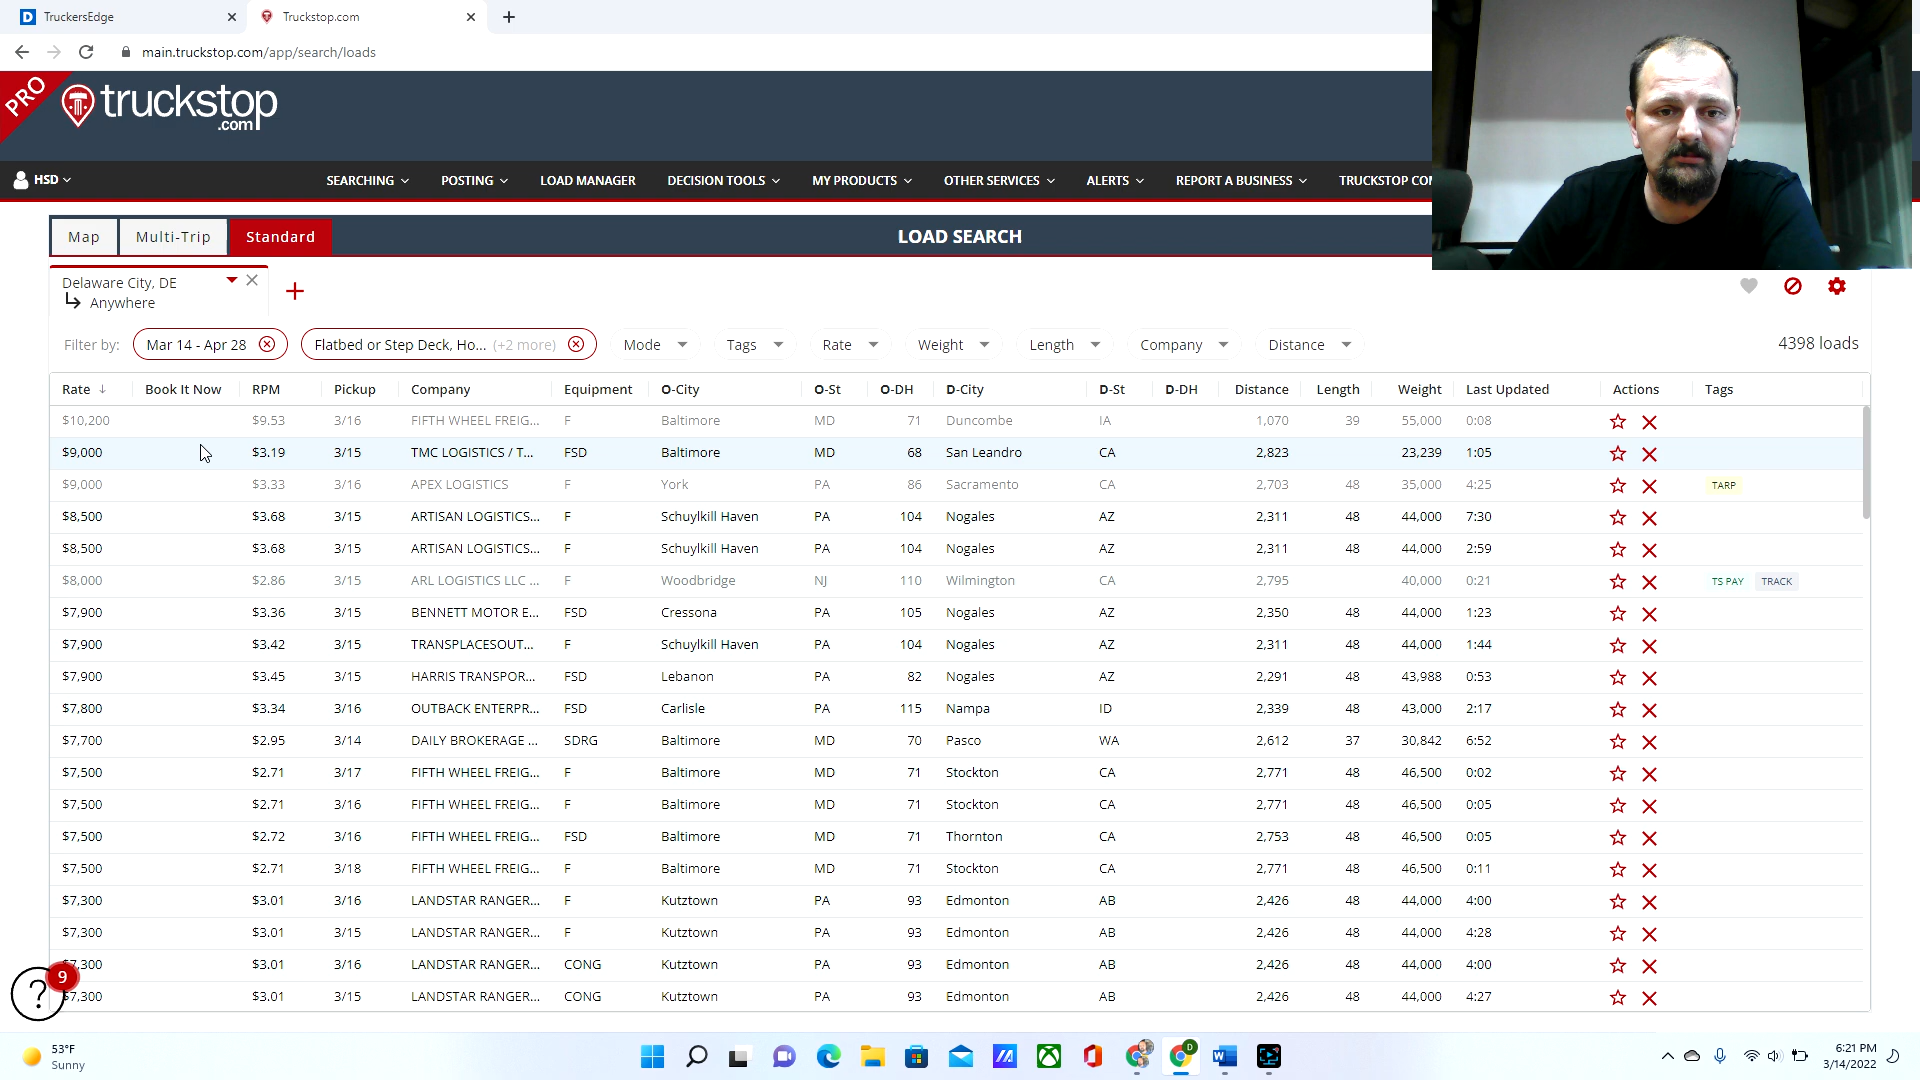 TruckersEdge
Truckstop.com
main.truckstop.com/app/search/loads
PRO
truckstop
.com
HSD
SEARCHING POSTING LOAD MANAGER DECISION TOOLS MY PRODUCTS OTHER SERVICES ALERTS REPORT A BUSINESS TRUCKSTOP COM
Map Multi-Trip Standard LOAD SEARCH
Delaware City, DE
Anywhere
Filter by: Mar 14 - Apr 28 Flatbed or Step Deck, Ho... (+2 more) Mode Tags Rate Weight Length Company Distance 4398 loads
Rate Book It Now RPM Pickup Company Equipment O-City O-St O-DH D-City D-St D-DH Distance Length Weight Last Updated Actions Tags
$10,200 $9.53 3/16 FIFTH WHEEL FREIG... F Baltimore MD 71 Duncombe IA 1,070 39 55,000 0:08
$9,000 $3.19 3/15 TMC LOGISTICS / T... FSD Baltimore MD 68 San Leandro CA 2,823 23,239 1:05
$9,000 $3.33 3/16 APEX LOGISTICS F York PA 86 Sacramento CA 2,703 48 35,000 4:25 TARP
$8,500 $3.68 3/15 ARTISAN LOGISTICS... F Schuylkill Haven PA 104 Nogales AZ 2,311 48 44,000 7:30
$8,500 $3.68 3/15 ARTISAN LOGISTICS... F Schuylkill Haven PA 104 Nogales AZ 2,311 48 44,000 2:59
$8,000 $2.86 3/15 ARL LOGISTICS LLC ... F Woodbridge NJ 110 Wilmington CA 2,795 40,000 0:21 TS PAY TRACK
$7,900 $3.36 3/15 BENNETT MOTOR E... FSD Cressona PA 105 Nogales AZ 2,350 48 44,000 1:23
$7,900 $3.42 3/15 TRANSPLACESOUT... F Schuylkill Haven PA 104 Nogales AZ 2,311 48 44,000 1:44
$7,900 $3.45 3/15 HARRIS TRANSPOR... FSD Lebanon PA 82 Nogales AZ 2,291 48 43,988 0:53
$7,800 $3.34 3/16 OUTBACK ENTERPR... FSD Carlisle PA 115 Nampa ID 2,339 48 43,000 2:17
$7,700 $2.95 3/14 DAILY BROKERAGE ... SDRG Baltimore MD 70 Pasco WA 2,612 37 30,842 6:52
$7,500 $2.71 3/17 FIFTH WHEEL FREIG... F Baltimore MD 71 Stockton CA 2,771 48 46,500 0:02
$7,500 $2.71 3/16 FIFTH WHEEL FREIG... F Baltimore MD 71 Stockton CA 2,771 48 46,500 0:05
$7,500 $2.72 3/16 FIFTH WHEEL FREIG... FSD Baltimore MD 71 Thornton CA 2,753 48 46,500 0:05
$7,500 $2.71 3/18 FIFTH WHEEL FREIG... F Baltimore MD 71 Stockton CA 2,771 48 46,500 0:11
$7,300 $3.01 3/16 LANDSTAR RANGER... F Kutztown PA 93 Edmonton AB 2,426 48 44,000 4:00
$7,300 $3.01 3/15 LANDSTAR RANGER... F Kutztown PA 93 Edmonton AB 2,426 48 44,000 4:28
7,300 $3.01 3/16 LANDSTAR RANGER... CONG Kutztown PA 93 Edmonton AB 2,426 48 44,000 4:00
$7,300 $3.01 3/15 LANDSTAR RANGER... CONG Kutztown PA 93 Edmonton AB 2,426 48 44,000 4:27
? 9
53°F
Sunny
6:21 PM
3/14/2022